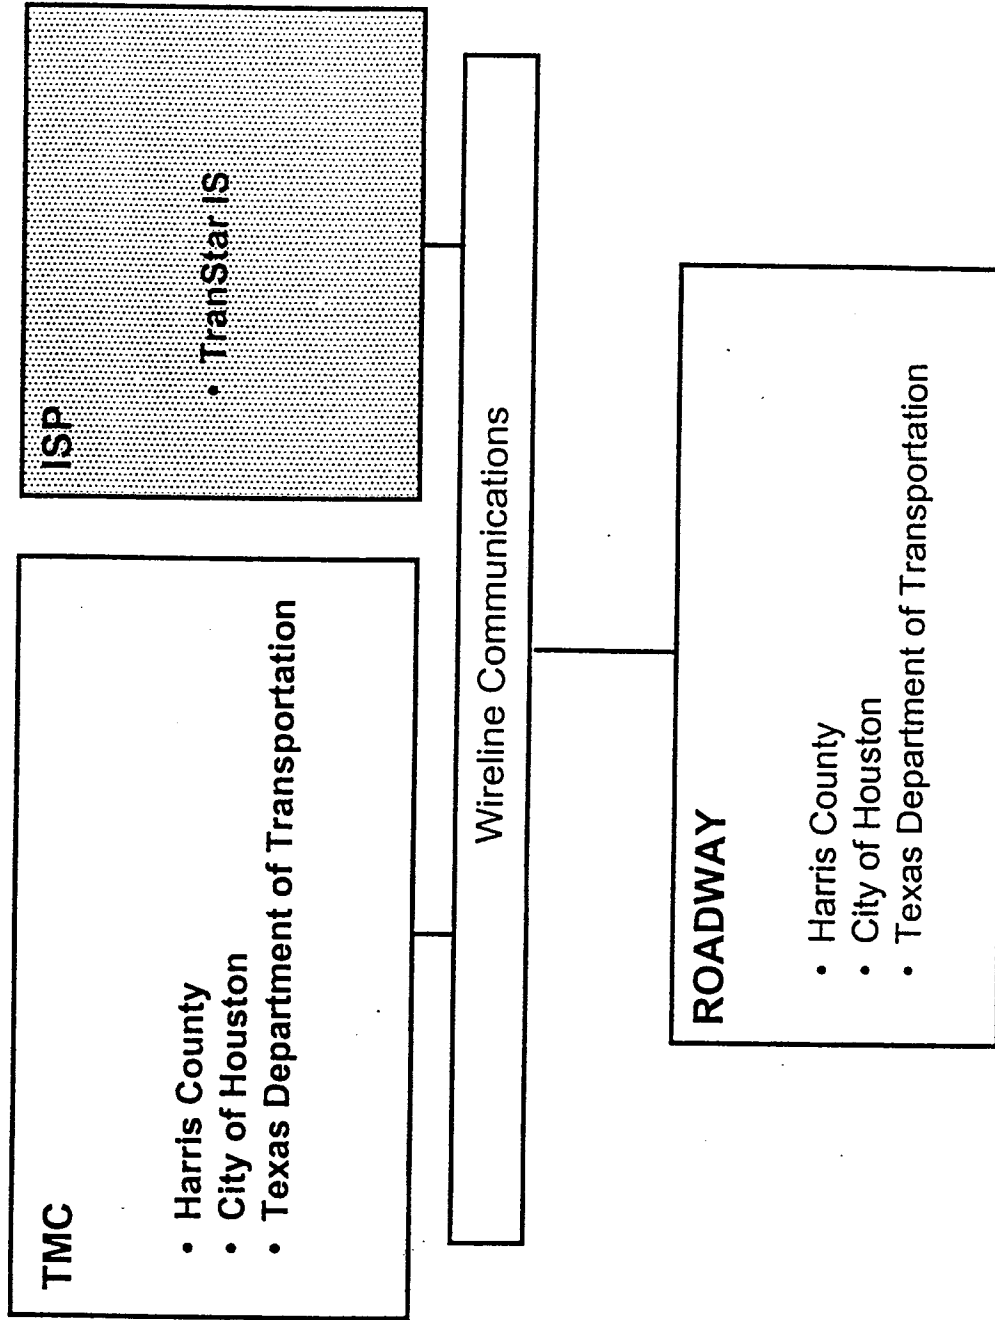 TMC
• Harris County
• City of Houston
• Texas Department of Transportation
ISP
• TranStar IS
Wireline Communications
ROADWAY
• Harris County
• City of Houston
• Texas Department of Transportation